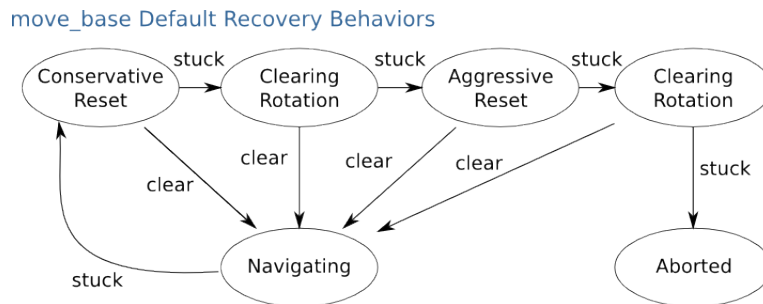 move_base Default Recovery Behaviors
stuck
stuck
stuck
Conservative
Reset
Clearing
Rotation
Aggressive
Reset
Clearing
Rotation
clear
clear
clear
clear
stuck
stuck
Navigating
Aborted